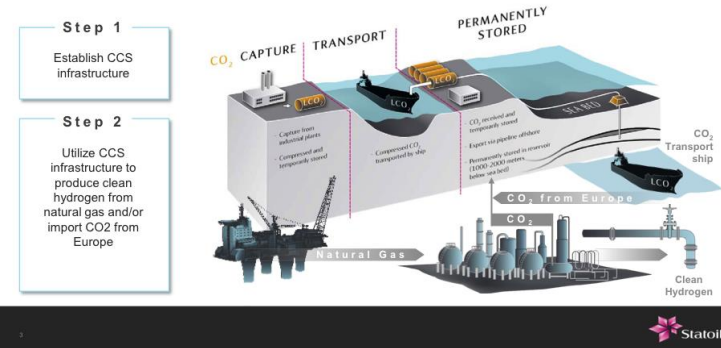 Step 1
Establish CCS
infrastructure
Step 2
Utilize CCS
infrastructure to
produce clean
hydrogen from
natural gas and/or
import CO2 from
Europe
CO₂ CAPTURE
TRANSPORT
PERMANENTLY
STORED
LCO
LCO
SEA BED
- Capture from
industrial plants
- Compressed and
temporarily stored
- Compressed CO₂
transported by ship
- CO₂ received and
temporarily stored
- Export via pipeline offshore
- Permanently stored in reservoir
(1000-2000 meters
below sea bed)
CO₂
Transport
ship
LCO
CO₂ from Europe
CO₂
Natural Gas
Clean
Hydrogen
3
Statoil